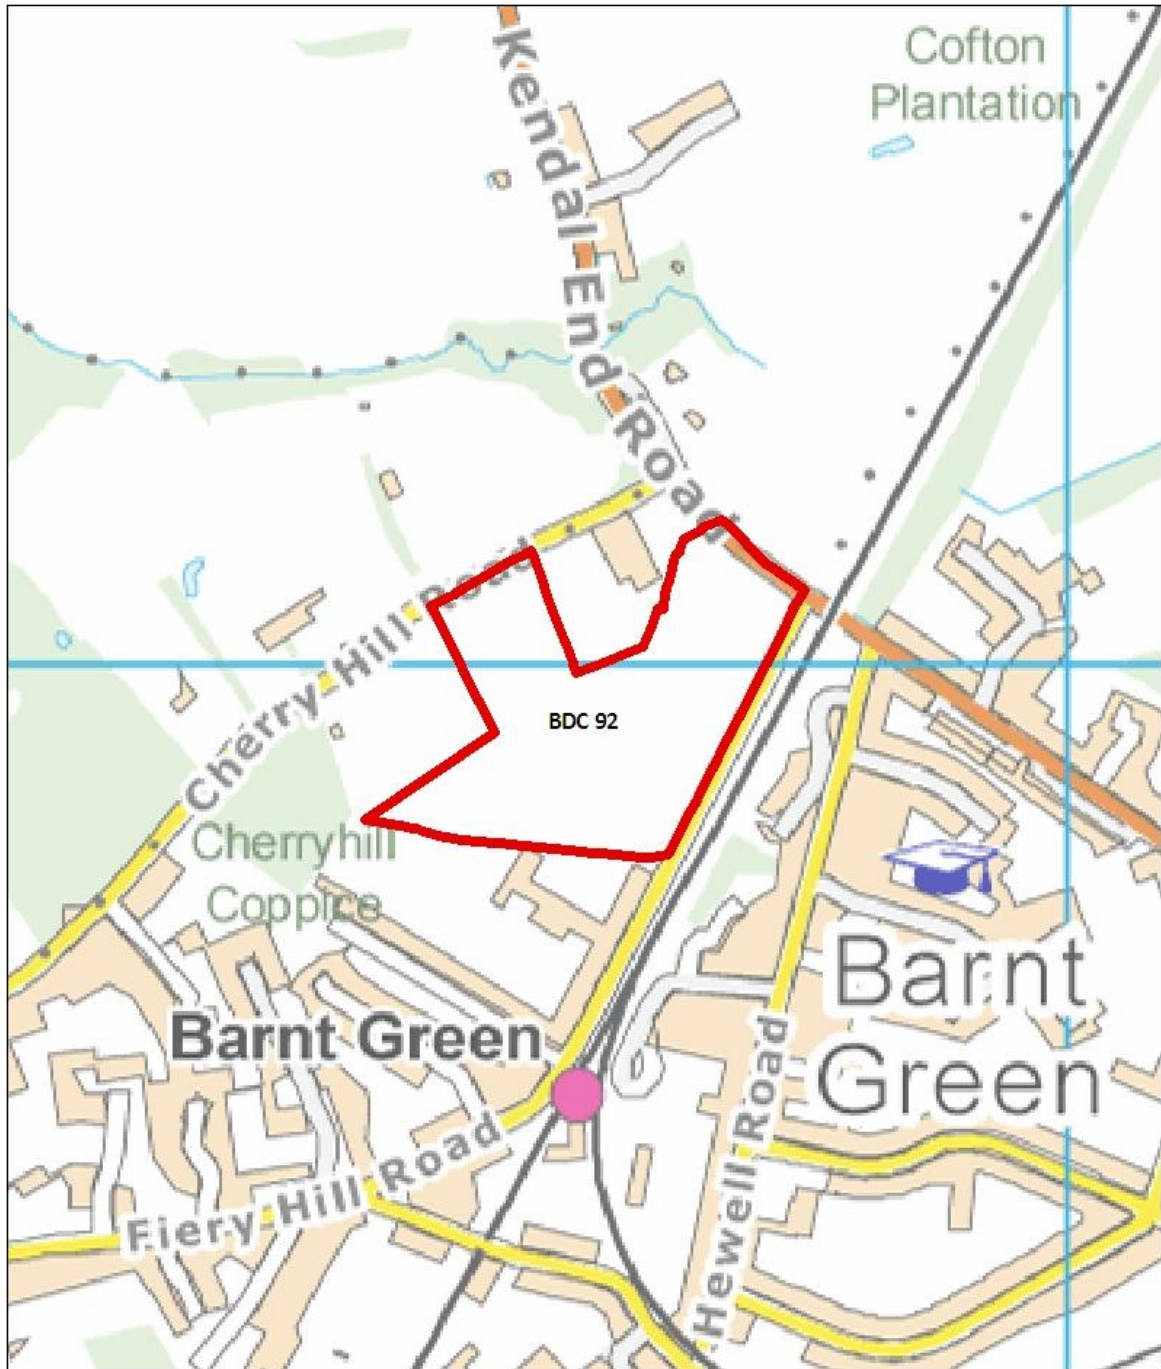 Cofton
Plantation
Kendal End Road
Cherry Hill Road
BDC 92
Cherryhill
Coppice
Barnt
Green
Barnt Green
Fiery Hill Road
Hewell Road